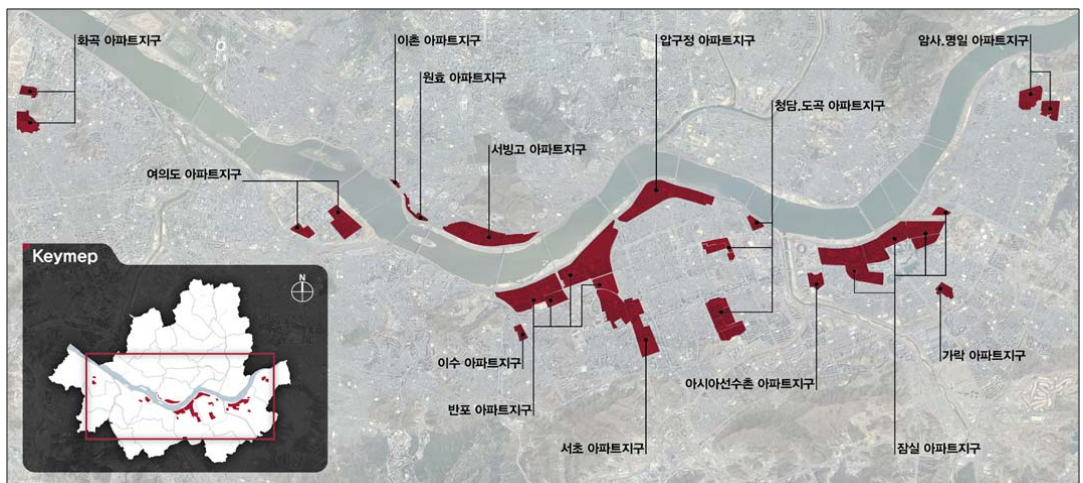 화곡 아파트지구
이촌 아파트지구
압구정 아파트지구
암사.명일 아파트지구
원효 아파트지구
청담.도곡 아파트지구
서빙고 아파트지구
여의도 아파트지구
Keymep
N
이수 아파트지구
가락 아파트지구
아시아선수촌 아파트지구
반포 아파트지구
서초 아파트지구
잠실 아파트지구